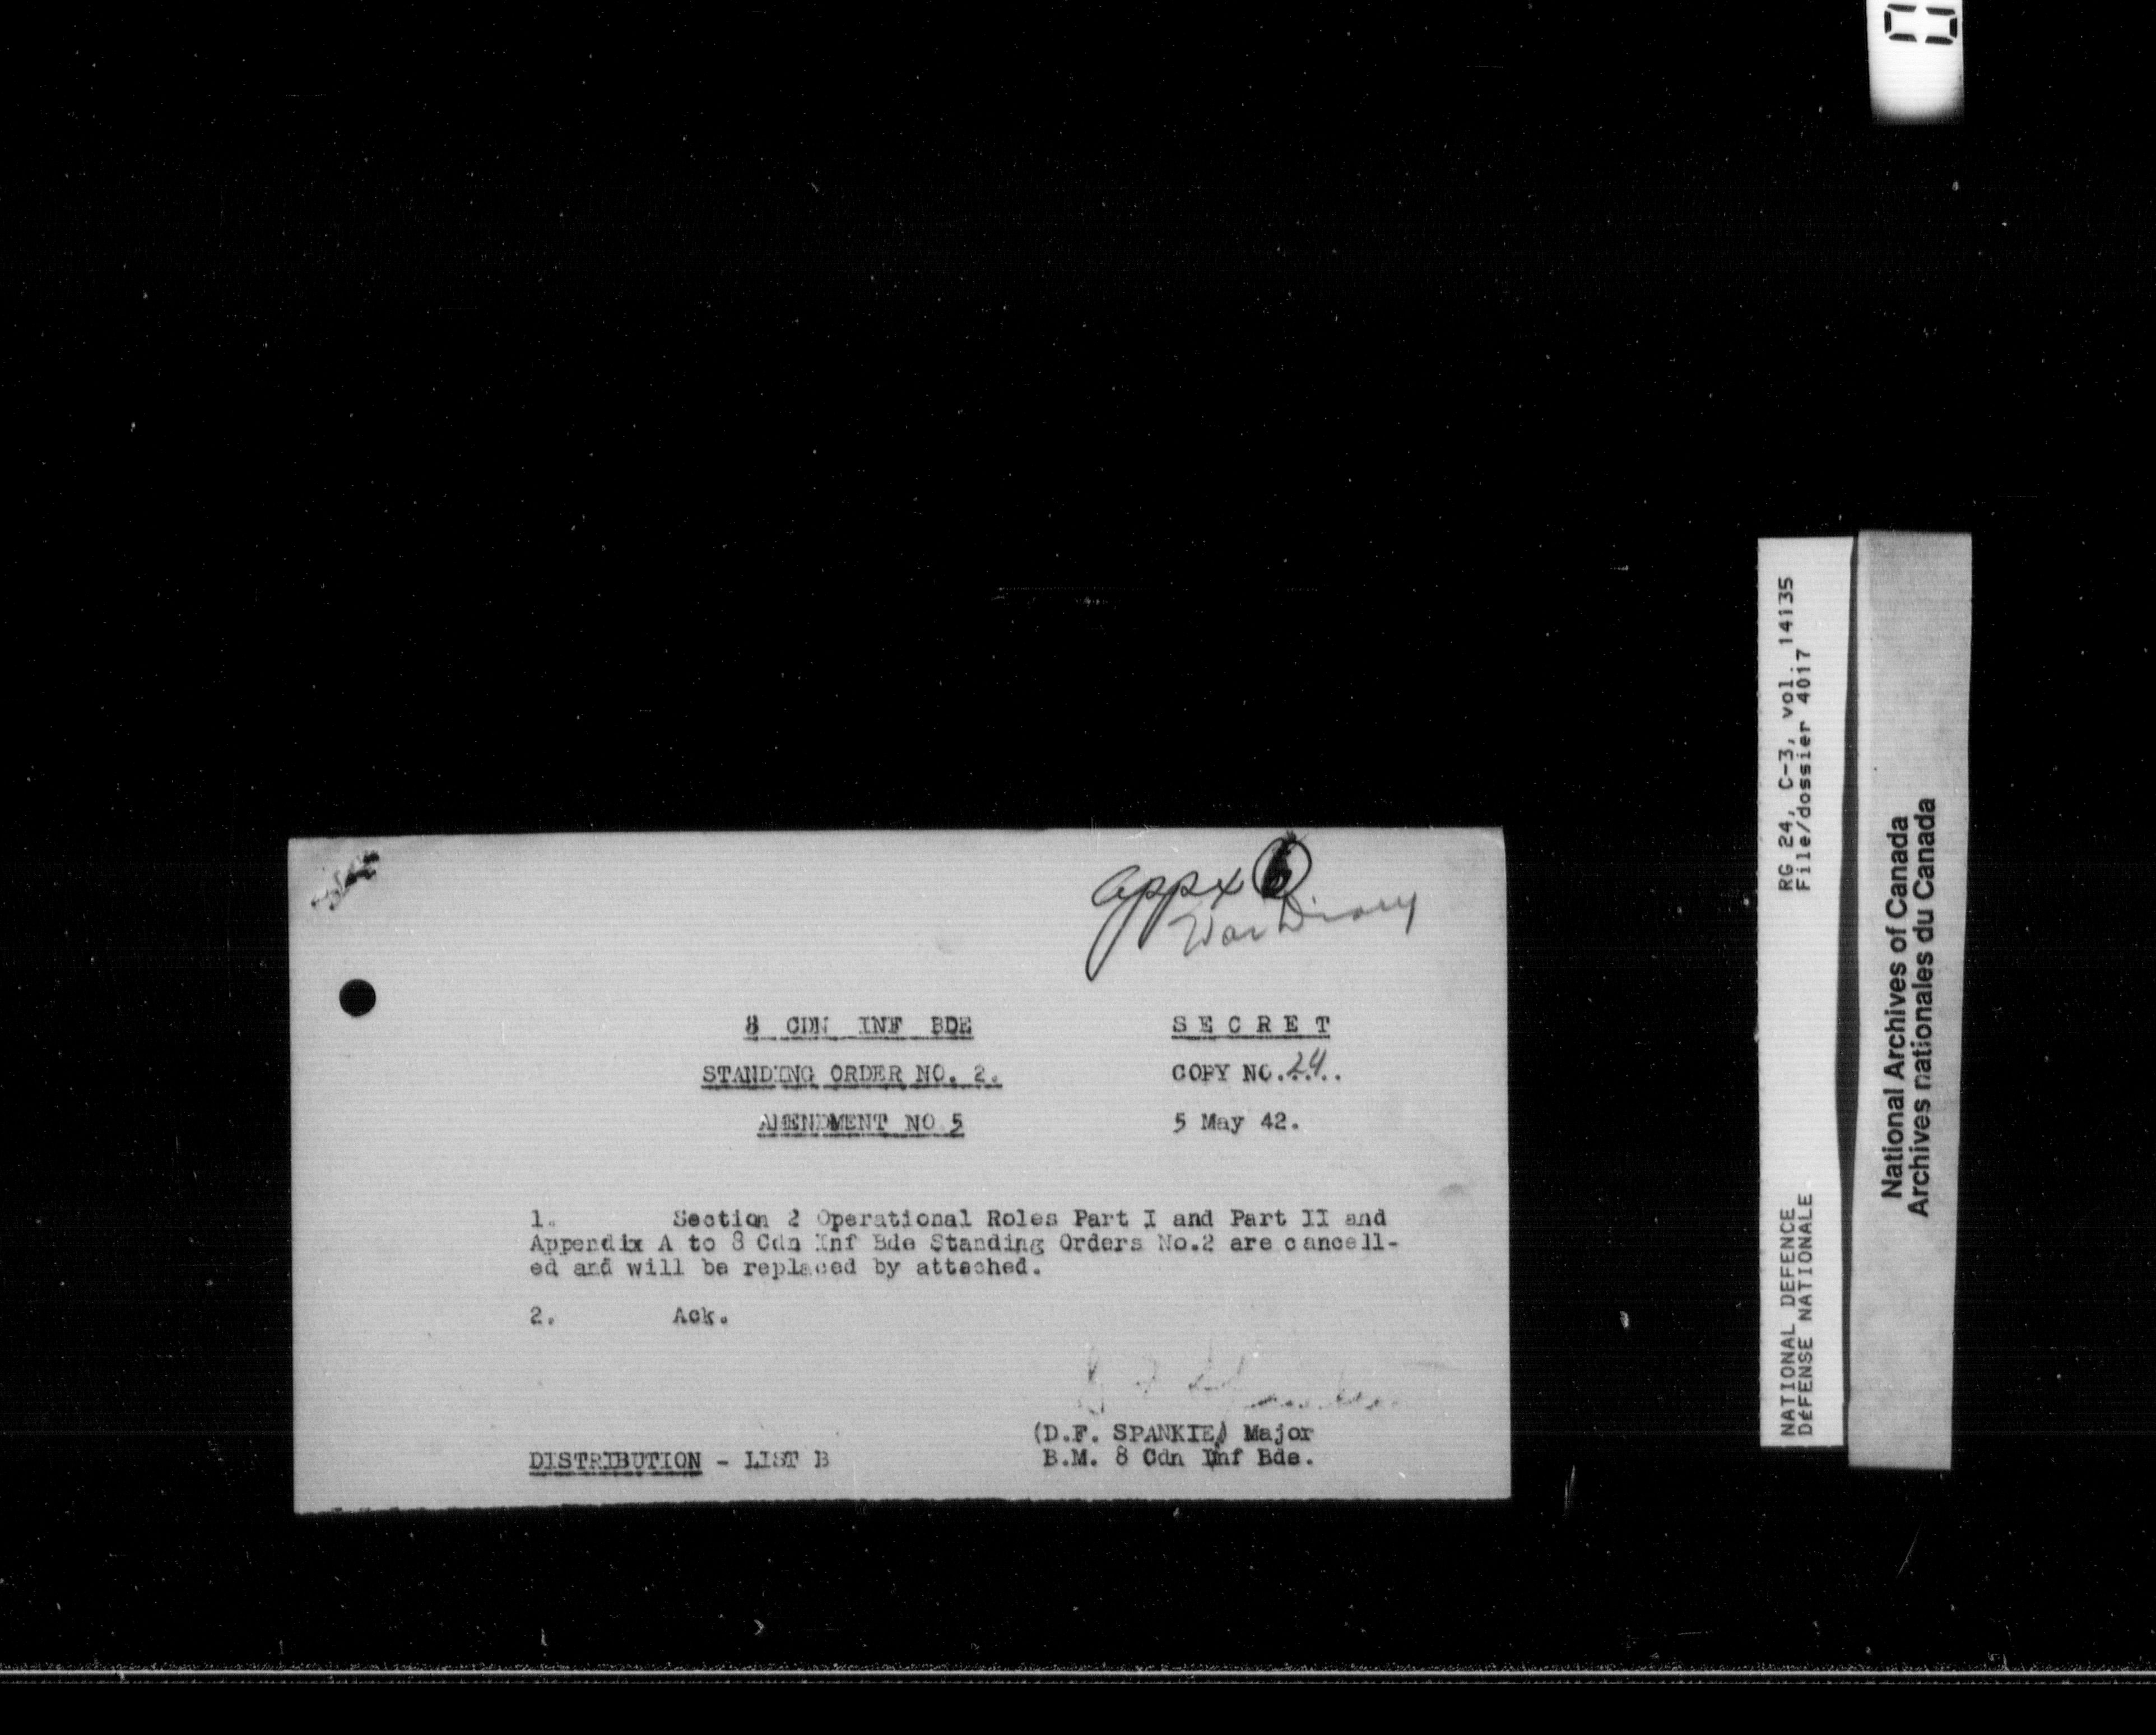 Appx 6
War Diary
8 CDN INF BDE
SECRET
STANDING ORDER NO. 2.
COPY NO. 24..
AMENDMENT NO 5
5 May 42.
1. Section 2 Operational Roles Part I and Part II and
Appendix A to 8 Cdn Inf Bde Standing Orders No.2 are cancell-
ed and will be replaced by attached.
2. Ack.
(D.F. SPANKIE) Major
DISTRIBUTION - LIST B
B.M. 8 Cdn Inf Bde.
RG 24, C-3, vol. 14135
File/dossier 4017
NATIONAL DEFENCE
DéFENSE NATIONALE
National Archives of Canada
Archives nationales du Canada